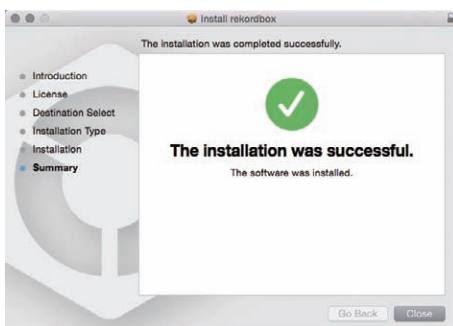 Install rekordbox
The installation was completed successfully.
Introduction
License
Destination Select
Installation Type
Installation
Summary
The installation was successful.
The software was installed.
Go Back
Close